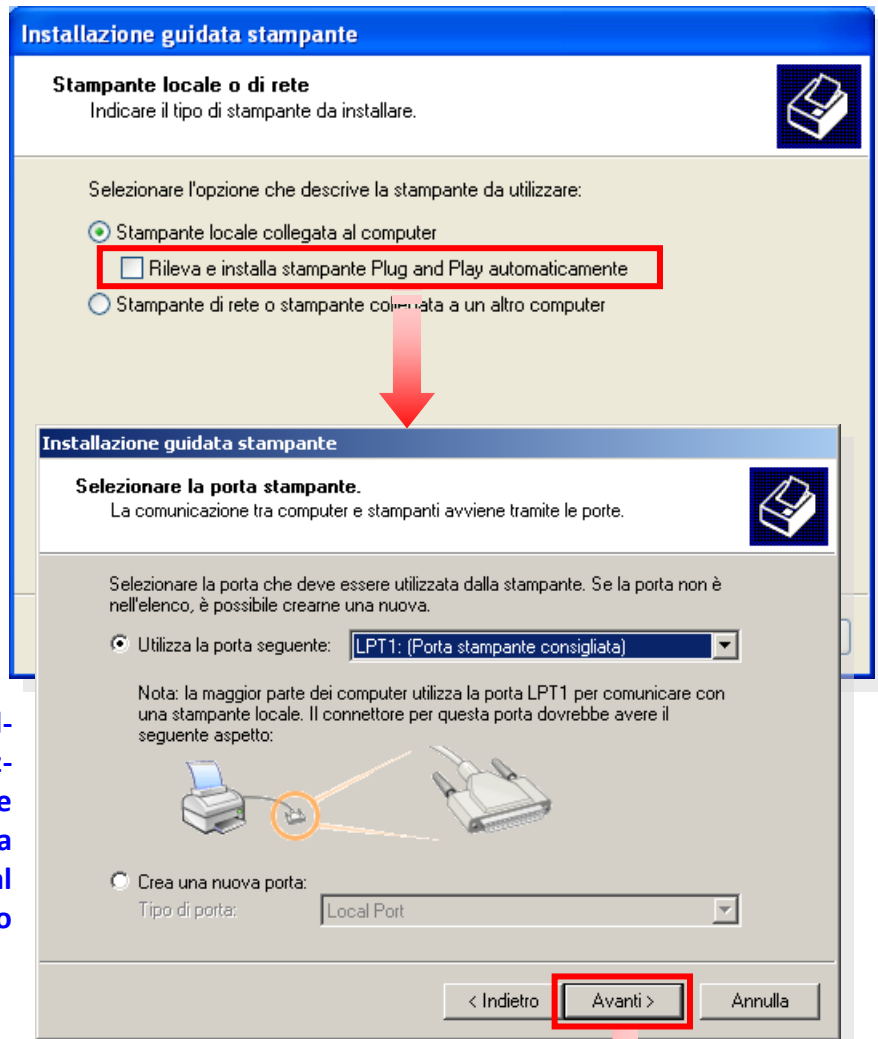 Installazione guidata stampante
Stampante locale o di rete
Indicare il tipo di stampante da installare.
Selezionare l'opzione che descrive la stampante da utilizzare:
Stampante locale collegata al computer
Rileva e installa stampante Plug and Play automaticamente
Stampante di rete o stampante collegata a un altro computer
Installazione guidata stampante
Selezionare la porta stampante.
La comunicazione tra computer e stampanti avviene tramite le porte.
Selezionare la porta che deve essere utilizzata dalla stampante. Se la porta non è
nell'elenco, è possibile crearne una nuova.
Utilizza la porta seguente: LPT1: (Porta stampante consigliata)
Nota: la maggior parte dei computer utilizza la porta LPT1 per comunicare con
una stampante locale. Il connettore per questa porta dovrebbe avere il
seguente aspetto:
Crea una nuova porta:
Tipo di porta: Local Port
< Indietro Avanti > Annulla